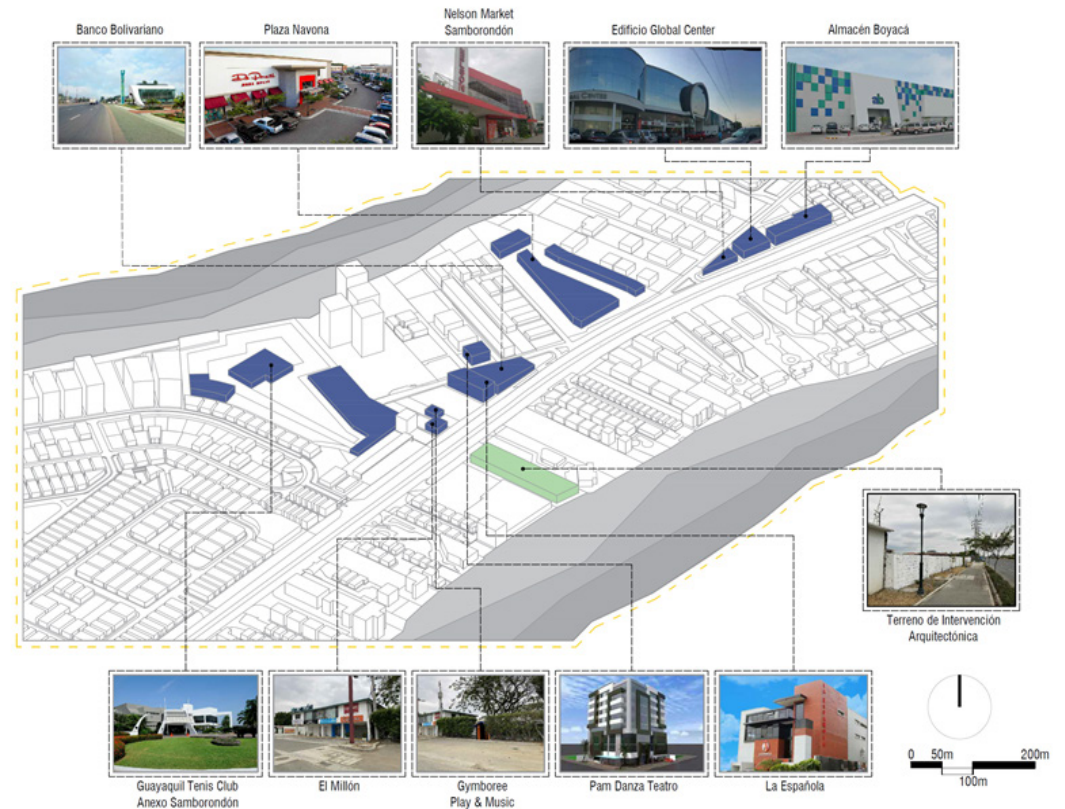 Banco Bolivariano
Plaza Navona
Nelson Market
Samborondón
Edificio Global Center
Almacén Boyacá
Terreno de Intervención
Arquitectónica
Guayaquil Tenis Club
Anexo Samborondón
El Millón
Gymboree
Play & Music
Pam Danza Teatro
La Española
0 50m 200m
100m